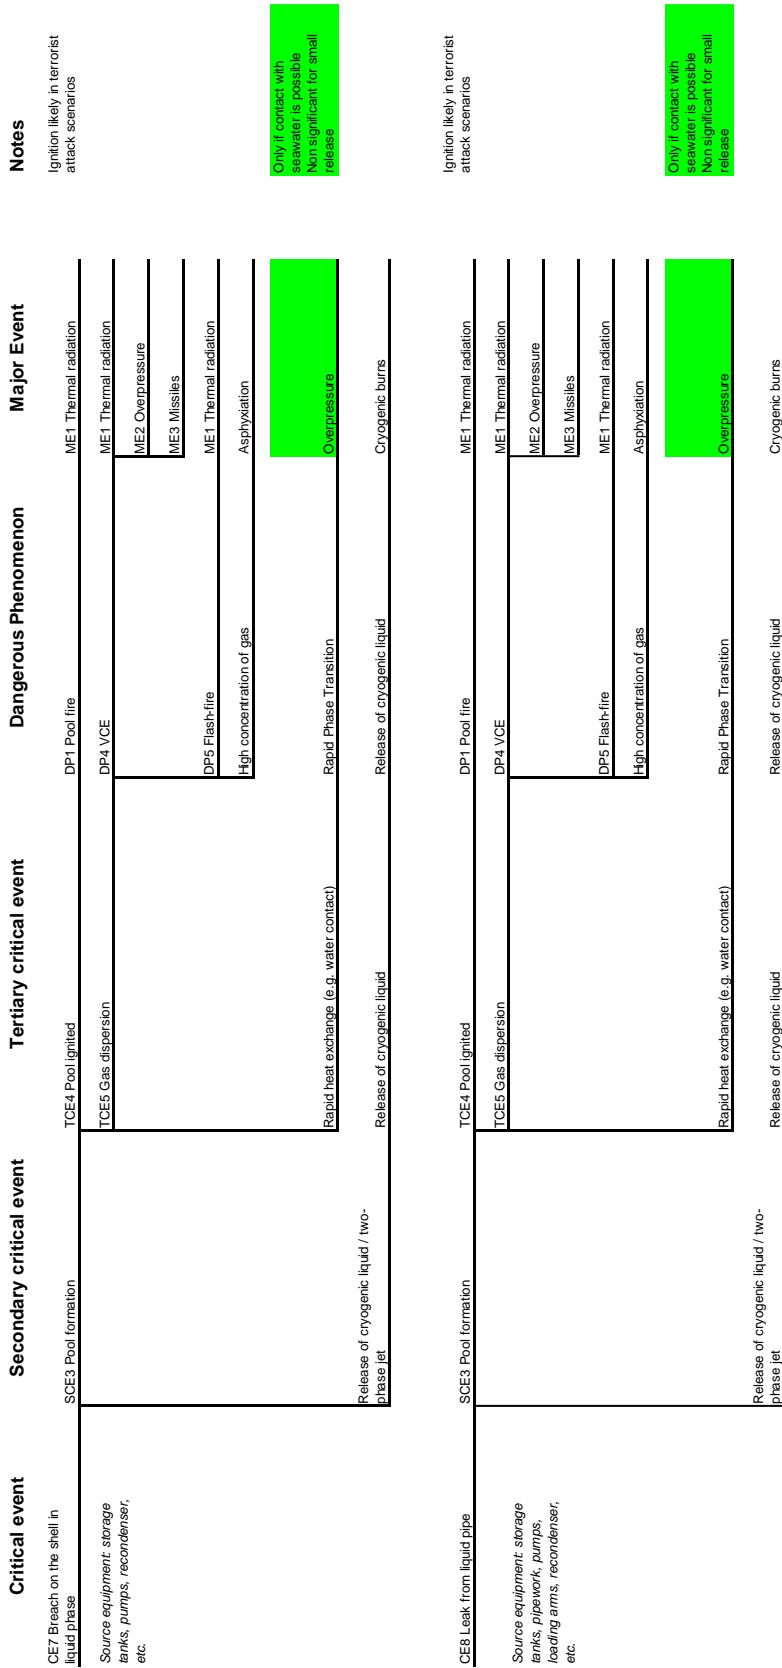 Critical event
Secondary critical event
Tertiary critical event
Dangerous Phenomenon
Major Event
Notes
CE7 Breach on the shell in
liquid phase
SCE3 Pool formation
TCE4 Pool ignited
DP1 Pool fire
ME1 Thermal radiation
Ignition likely in terrorist
attack scenarios
Source equipment: storage
tanks, pumps, recondenser,
etc.
TCE5 Gas dispersion
DP4 VCE
ME1 Thermal radiation
ME2 Overpressure
ME3 Missiles
DP5 Flash-fire
ME1 Thermal radiation
High concentration of gas
Asphyxiation
Rapid heat exchange (e.g. water contact)
Rapid Phase Transition
Overpressure
Only if contact with
seawater is possible
Non significant for small
release
Release of cryogenic liquid / two-
phase jet
Release of cryogenic liquid
Release of cryogenic liquid
Cryogenic burns
CE8 Leak from liquid pipe
SCE3 Pool formation
TCE4 Pool ignited
DP1 Pool fire
ME1 Thermal radiation
Ignition likely in terrorist
attack scenarios
Source equipment: storage
tanks, pipework, pumps,
loading arms, recondenser,
etc.
TCE5 Gas dispersion
DP4 VCE
ME1 Thermal radiation
ME2 Overpressure
ME3 Missiles
DP5 Flash-fire
ME1 Thermal radiation
High concentration of gas
Asphyxiation
Rapid heat exchange (e.g. water contact)
Rapid Phase Transition
Overpressure
Only if contact with
seawater is possible
Non significant for small
release
Release of cryogenic liquid / two-
phase jet
Release of cryogenic liquid
Release of cryogenic liquid
Cryogenic burns